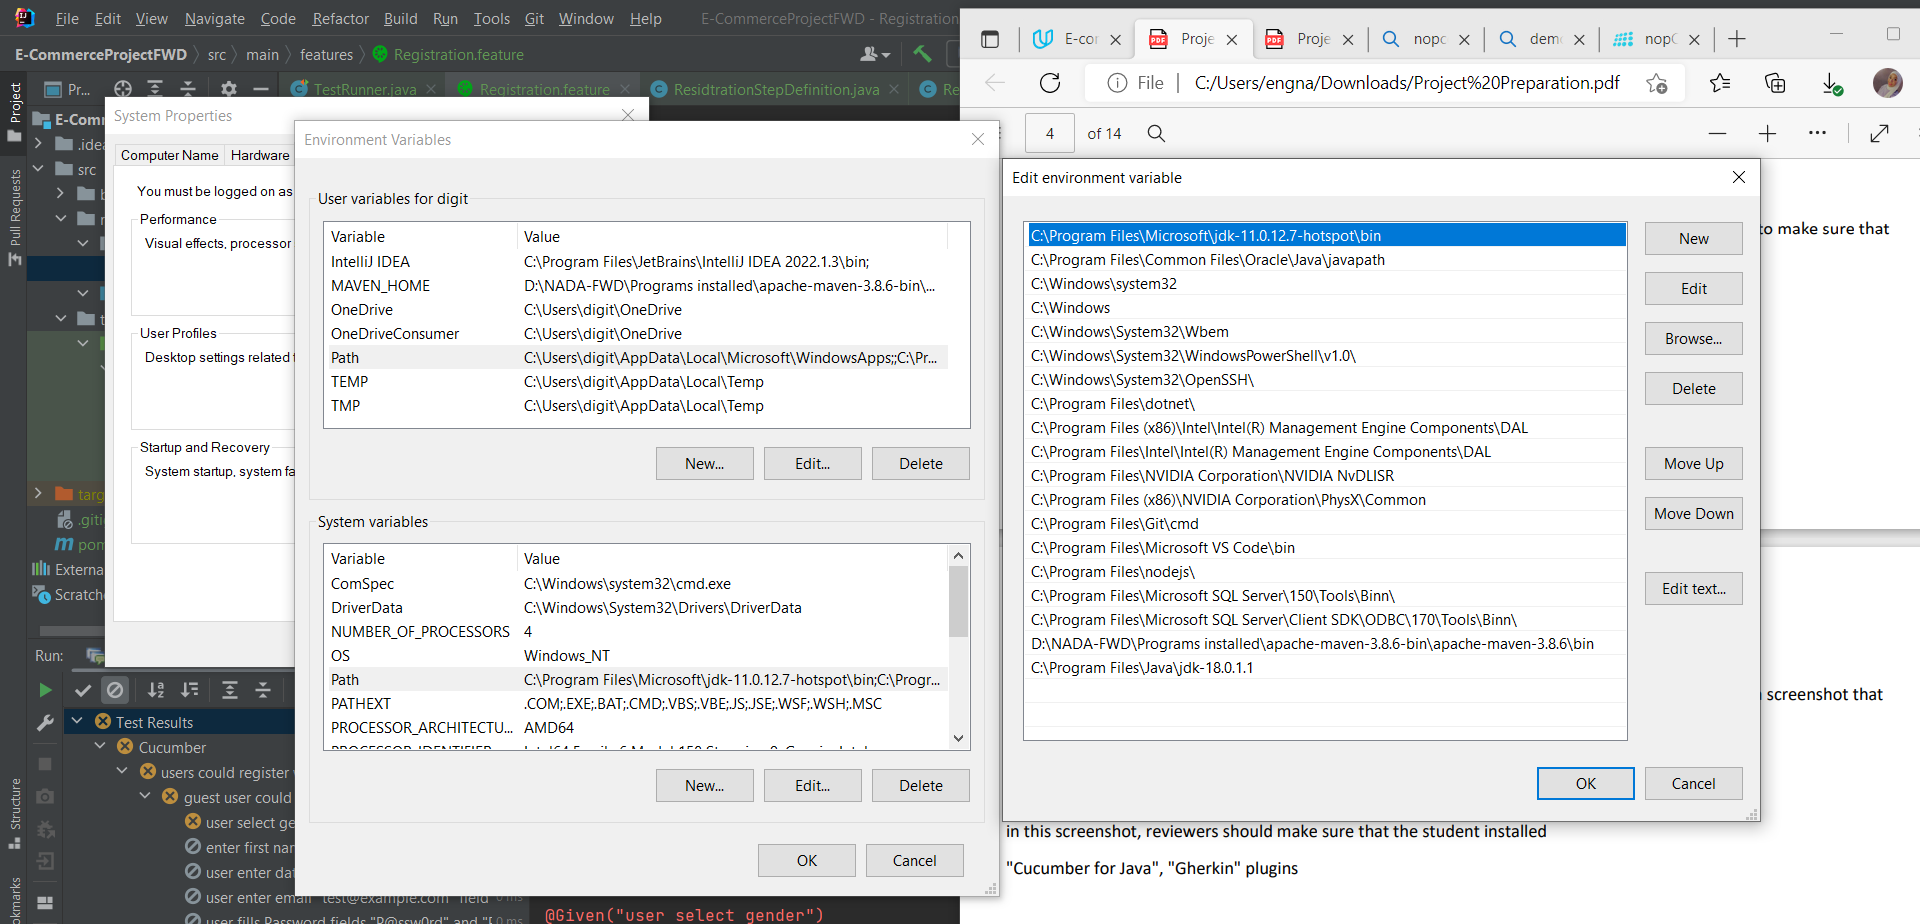 File Edit View Navigate Code Refactor Build Run Tools Git Window Help E-CommerceProjectFWD - Registration
E-CommerceProjectFWD src main features Registration.feature
Pr... TestRunner.java Registration.feature ResidtrationStepDefinition.java Re
Project
Pull Requests
Structure
E-Comm
.idea
src
targ
.giti
pom
Externa
Scratche
System Properties
Computer Name Hardware
You must be logged on as
Performance
Visual effects, processor
User Profiles
Desktop settings related t
Startup and Recovery
System startup, system fa
Environment Variables
User variables for digit
Variable Value
IntelliJ IDEA C:\Program Files\JetBrains\IntelliJ IDEA 2022.1.3\bin;
MAVEN_HOME D:\NADA-FWD\Programs installed\apache-maven-3.8.6-bin\...
OneDrive C:\Users\digit\OneDrive
OneDriveConsumer C:\Users\digit\OneDrive
Path C:\Users\digit\AppData\Local\Microsoft\WindowsApps;;C:\Pr...
TEMP C:\Users\digit\AppData\Local\Temp
TMP C:\Users\digit\AppData\Local\Temp
New... Edit... Delete
System variables
Variable Value
ComSpec C:\Windows\system32\cmd.exe
DriverData C:\Windows\System32\Drivers\DriverData
NUMBER_OF_PROCESSORS 4
OS Windows_NT
Path C:\Program Files\Microsoft\jdk-11.0.12.7-hotspot\bin;C:\Progr...
PATHEXT .COM;.EXE;.BAT;.CMD;.VBS;.VBE;.JS;.JSE;.WSF;.WSH;.MSC
PROCESSOR_ARCHITECTU... AMD64
New... Edit... Delete
OK Cancel
Run:
Test Results
Cucumber
users could register
guest user could
user select ge
enter first nan
user enter dat
user enter email "test@example.com" field 0 ms
user fills Password fields "P@ssw0rd" and "P 0 ms
@Given("user select gender")
E-cor Proje Proje nopc demo nopC
File C:/Users/engna/Downloads/Project%20Preparation.pdf
4 of 14
Edit environment variable
C:\Program Files\Microsoft\jdk-11.0.12.7-hotspot\bin
C:\Program Files\Common Files\Oracle\Java\javapath
C:\Windows\system32
C:\Windows
C:\Windows\System32\Wbem
C:\Windows\System32\WindowsPowerShell\v1.0\
C:\Windows\System32\OpenSSH\
C:\Program Files\dotnet\
C:\Program Files (x86)\Intel\Intel(R) Management Engine Components\DAL
C:\Program Files\Intel\Intel(R) Management Engine Components\DAL
C:\Program Files\NVIDIA Corporation\NVIDIA NvDLISR
C:\Program Files (x86)\NVIDIA Corporation\PhysX\Common
C:\Program Files\Git\cmd
C:\Program Files\Microsoft VS Code\bin
C:\Program Files\nodejs\
C:\Program Files\Microsoft SQL Server\150\Tools\Binn\
C:\Program Files\Microsoft SQL Server\Client SDK\ODBC\170\Tools\Binn\
D:\NADA-FWD\Programs installed\apache-maven-3.8.6-bin\apache-maven-3.8.6\bin
C:\Program Files\Java\jdk-18.0.1.1
New
Edit
Browse...
Delete
Move Up
Move Down
Edit text...
OK Cancel
to make sure that
screenshot that
in this screenshot, reviewers should make sure that the student installed
"Cucumber for Java", "Gherkin" plugins